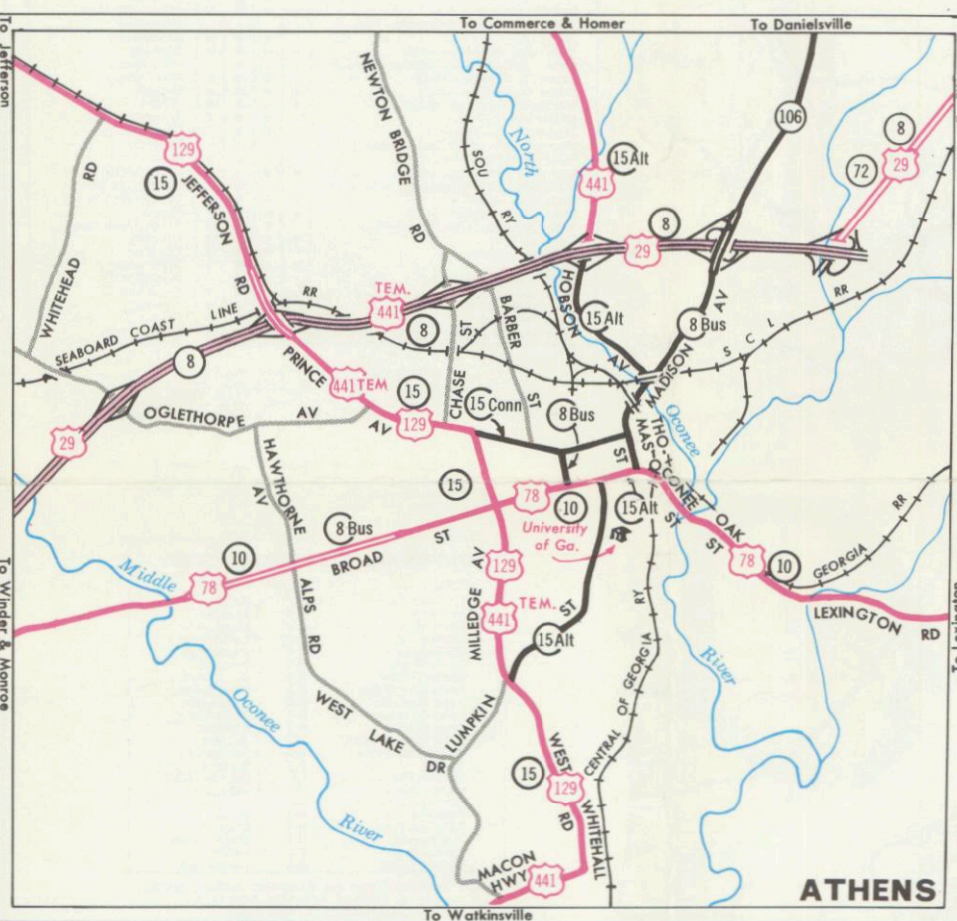 To Commerce & Homer
To Danielsville
To Jefferson
NEWTON BRIDGE RD
North
SOU RY
106
8
72
29
15 Alt
441
129
15
JEFFERSON RD
WHITEHEAD RD
8
29
TEM.
441
8
RR
SEABOARD COAST LINE
8
HOBSON AV
15 Alt
8 Bus
MADISON AV
S C L RR
BARBER ST
CHASE ST
PRINCE AV
441 TEM
15
129
OGLETHORPE AV
29
15 Conn
8 Bus
Oconee
THOMAS ST
OCONEE ST
OAK
HAWTHORNE AV
15
78
10
15 Alt
University
of Ga.
8 Bus
10
78
BROAD ST
78
10
GEORGIA RR
LEXINGTON RD
To Lexington
To Winder & Monroe
Middle
Oconee
River
ALPS RD
MILLEDGE AV
129
441
TEM.
15 Alt
ST
RY
CENTRAL OF GEORGIA
River
WEST LAKE DR
LUMPKIN
15
WEST
129
RD
WHITEHALL
MACON HWY
441
ATHENS
To Watkinsville